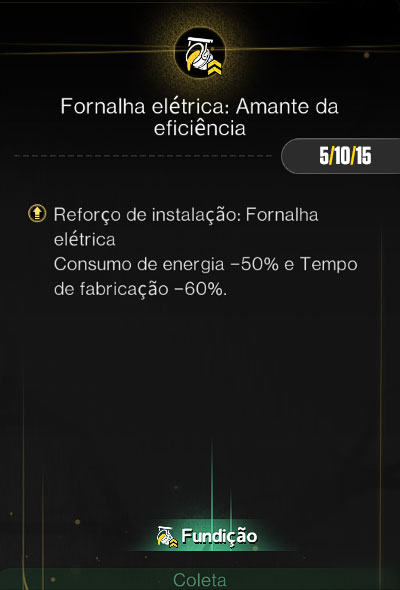 Fornalha elétrica: Amante da
eficiência
5/10/15
Reforço de instalação: Fornalha
elétrica
Consumo de energia −50% e Tempo
de fabricação −60%.
Fundição
Coleta